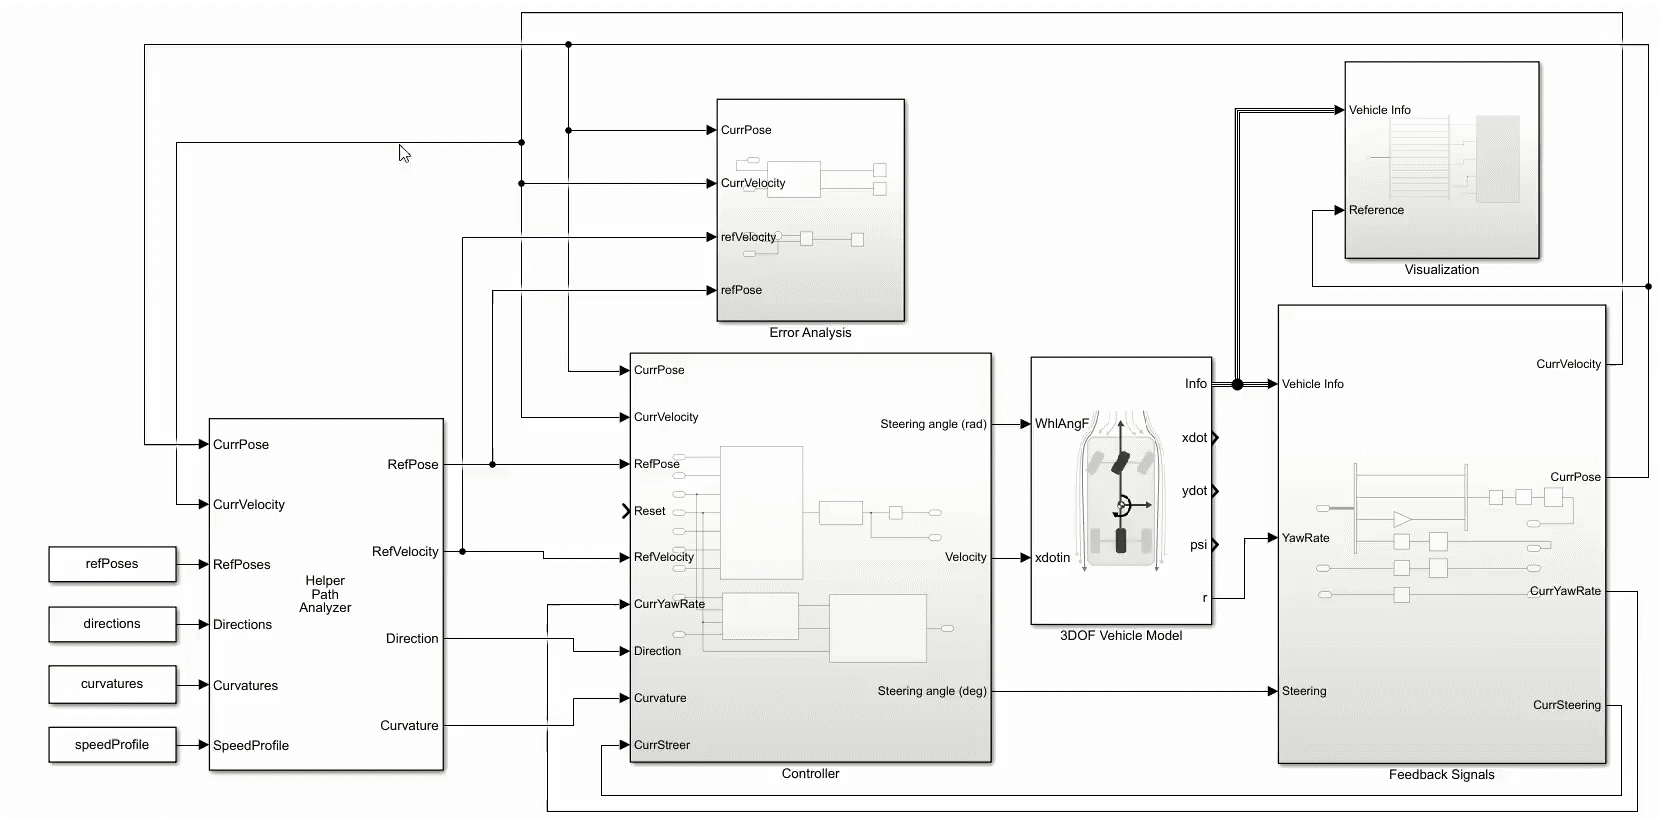 refPoses
directions
curvatures
speedProfile
CurrPose
CurrVelocity
RefPoses
Directions
Curvatures
SpeedProfile
Helper
Path
Analyzer
RefPose
RefVelocity
Direction
Curvature
CurrPose
CurrVelocity
refVelocity
refPose
Error Analysis
CurrPose
CurrVelocity
RefPose
Reset
RefVelocity
CurrYawRate
Direction
Curvature
CurrStreer
Steering angle (rad)
Velocity
Steering angle (deg)
Controller
WhlAngF
xdotin
Info
xdot
ydot
psi
r
3DOF Vehicle Model
Vehicle Info
Reference
Visualization
Vehicle Info
YawRate
Steering
CurrVelocity
CurrPose
CurrYawRate
CurrSteering
Feedback Signals